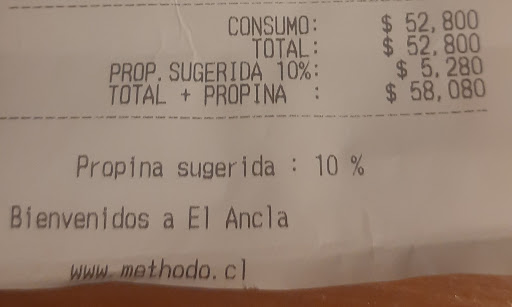 CONSUMO: $ 52,800
TOTAL: $ 52,800
PROP. SUGERIDA 10%: $ 5,280
TOTAL + PROPINA : $ 58,080
Propina sugerida : 10 %
Bienvenidos a El Ancla
www.methodo.cl